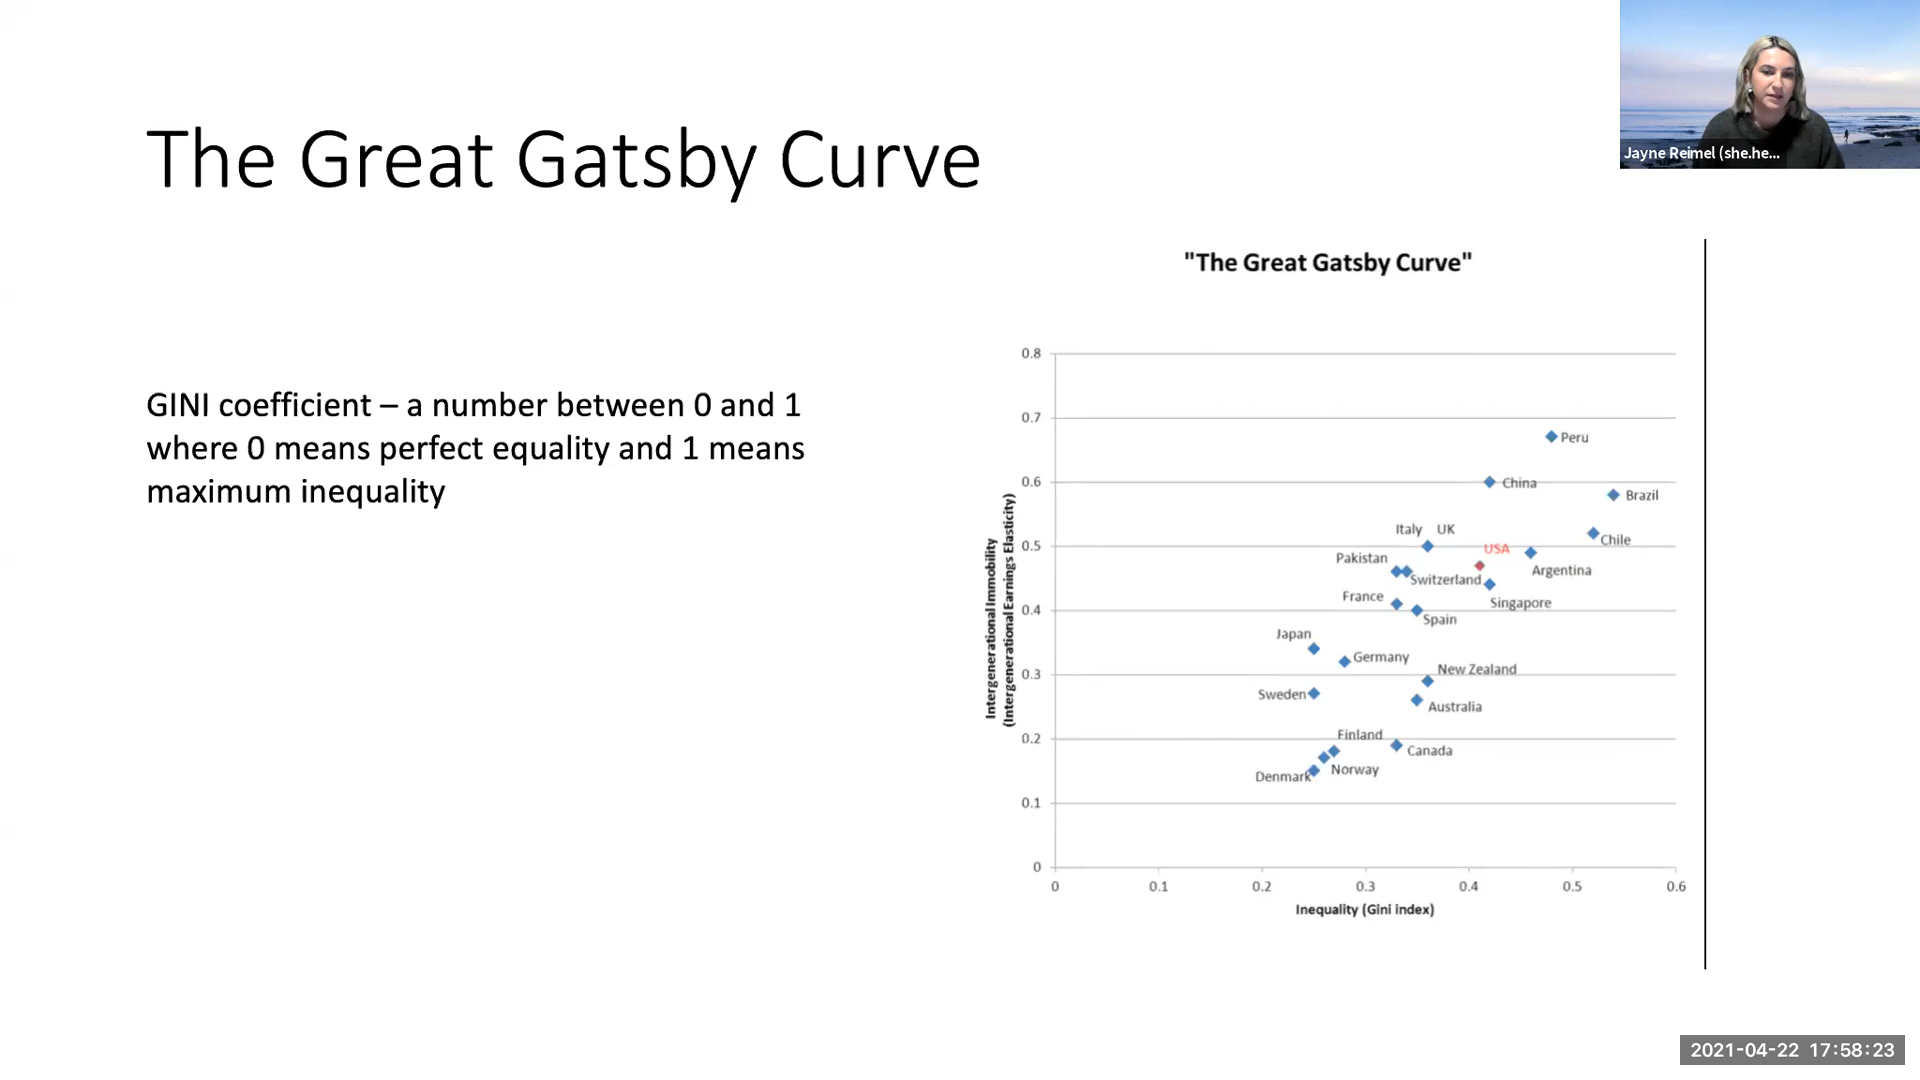 Jayne Reimel (she.he...
The Great Gatsby Curve
GINI coefficient – a number between 0 and 1
where 0 means perfect equality and 1 means
maximum inequality
"The Great Gatsby Curve"
Intergenerational Immobility
(Intergenerational Earnings Elasticity)
0.8
0.7
0.6
0.5
0.4
0.3
0.2
0.1
0
Peru
China
Brazil
Italy UK
Chile
USA
Pakistan
Argentina
Switzerland
France
Singapore
Spain
Japan
Germany
New Zealand
Sweden
Australia
Finland
Canada
Norway
Denmark
0 0.1 0.2 0.3 0.4 0.5 0.6
Inequality (Gini index)
2021-04-22 17:58:23